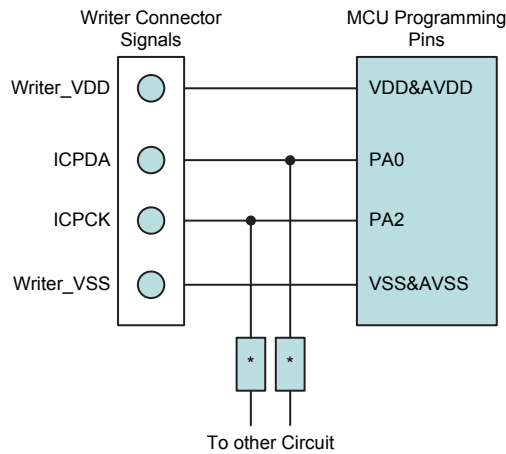 Writer Connector
Signals
MCU Programming
Pins
Writer_VDD
VDD&AVDD
ICPDA
PA0
ICPCK
PA2
Writer_VSS
VSS&AVSS
*
*
To other Circuit